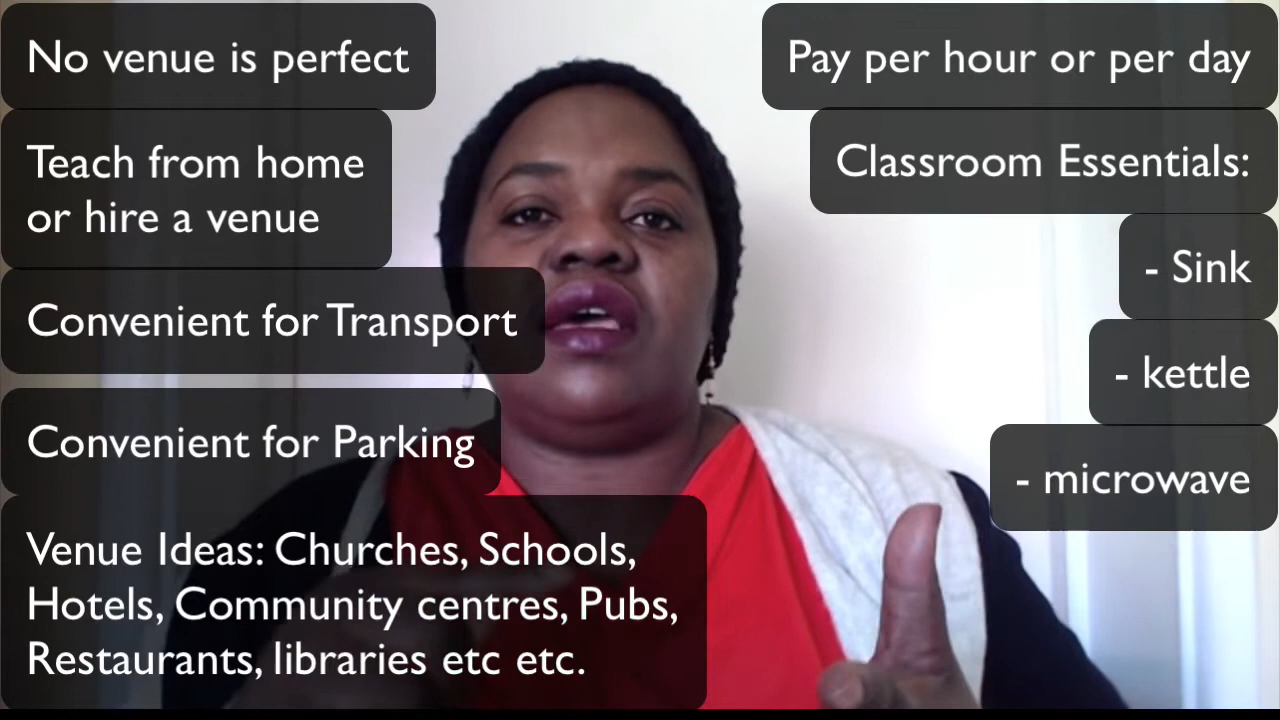 No venue is perfect
Teach from home
or hire a venue
Convenient for Transport
Convenient for Parking
Venue Ideas: Churches, Schools,
Hotels, Community centres, Pubs,
Restaurants, libraries etc etc.
Pay per hour or per day
Classroom Essentials:
- Sink
- kettle
- microwave